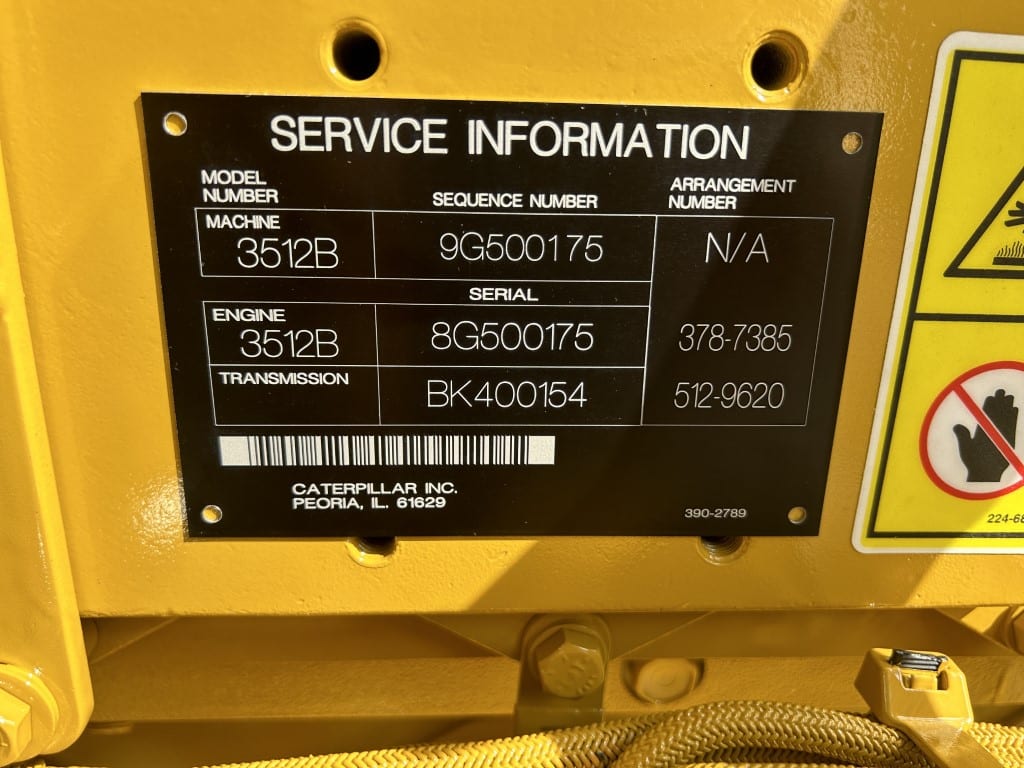 SERVICE INFORMATION
MODEL NUMBER
SEQUENCE NUMBER
ARRANGEMENT NUMBER
MACHINE
3512B
9G500175
N/A
SERIAL
ENGINE
3512B
8G500175
378-7385
TRANSMISSION
BK400154
512-9620
CATERPILLAR INC.
PEORIA, IL. 61629
390-2789